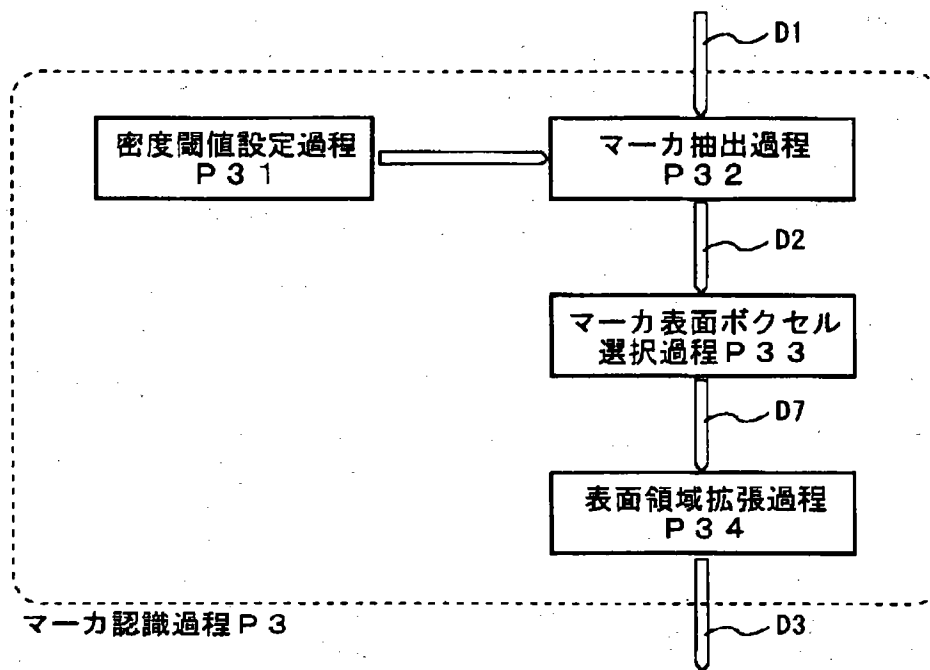 D1
密度閾値設定過程
P31
マーカ抽出過程
P32
D2
マーカ表面ボクセル
選択過程P33
D7
表面領域拡張過程
P34
マーカ認識過程P3
D3